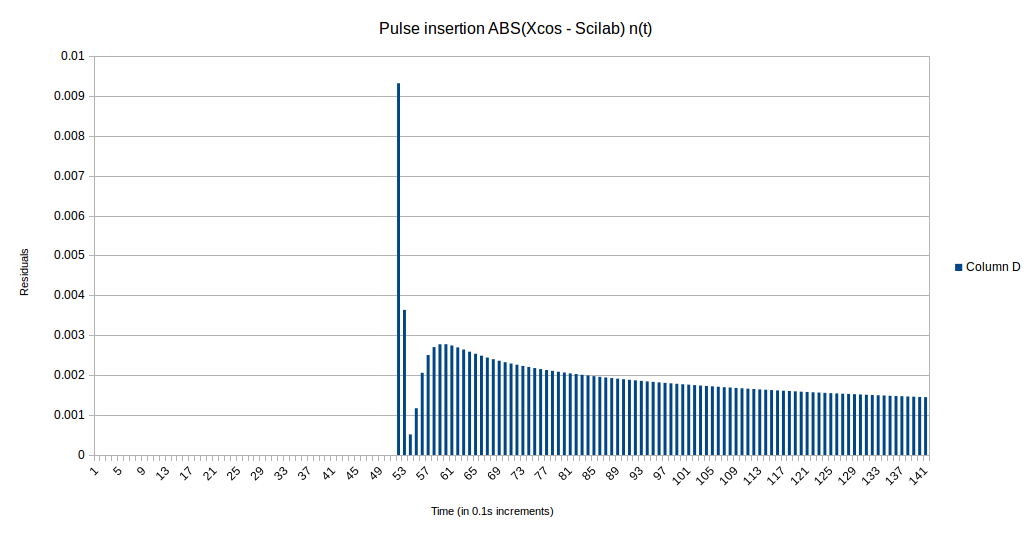 Pulse insertion ABS(Xcos - Scilab) n(t)
0.01
0.009
0.008
0.007
0.006
0.005
0.004
0.003
0.002
0.001
0
Residuals
Column D
1 5 9 13 17 21 25 29 33 37 41 45 49 53 57 61 65 69 73 77 81 85 89 93 97 101 105 109 113 117 121 125 129 133 137 141
Time (in 0.1s increments)